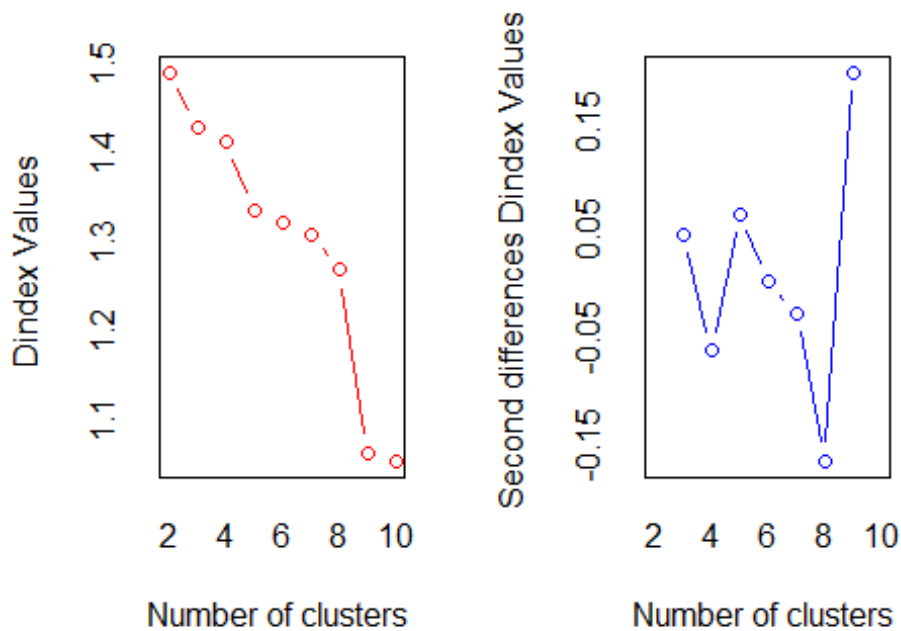 Dindex Values
1.1 1.2 1.3 1.4 1.5
2 4 6 8 10
Number of clusters
Second differences Dindex Values
-0.15 -0.05 0.05 0.15
2 4 6 8 10
Number of clusters